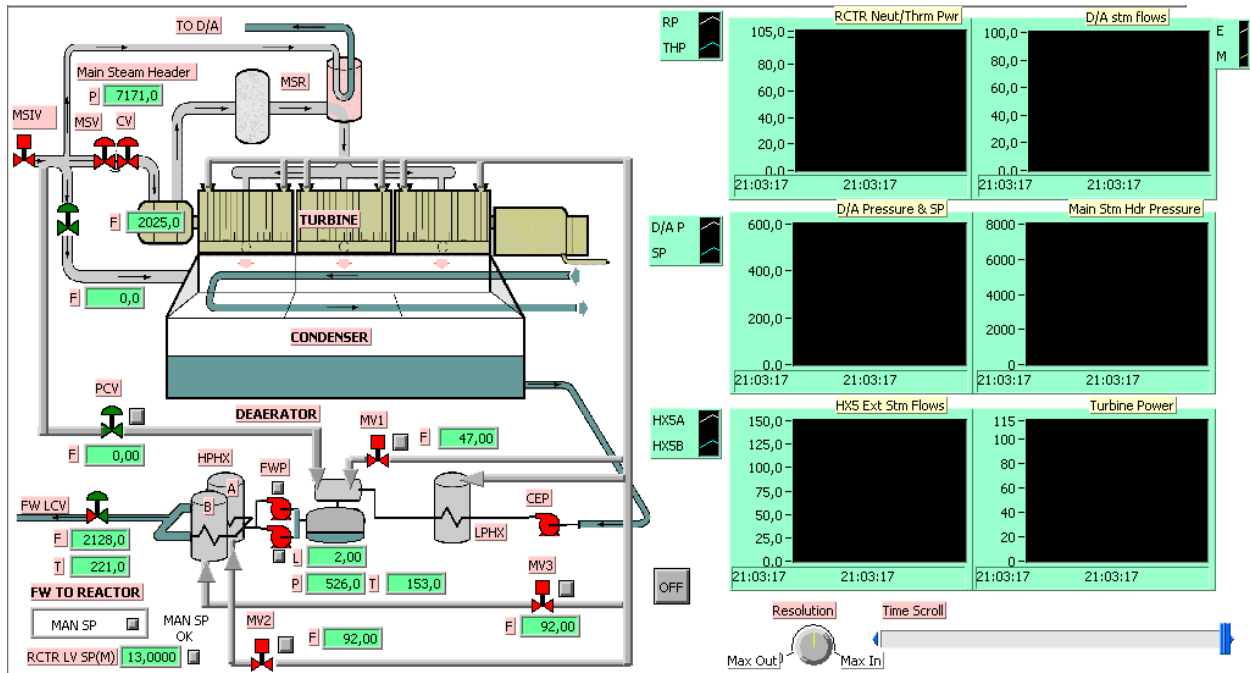 TO D/A
Main Steam Header
P 7171,0
MSR
MSIV
MSV
CV
F 2025,0
TURBINE
F 0,0
CONDENSER
PCV
DEAERATOR
MV1
F 47,00
F 0,00
HPHX
FWP
A
B
CEP
FW LCV
LPHX
F 2128,0
L 2,00
T 221,0
P 526,0 T 153,0
MV3
FW TO REACTOR
MAN SP
MAN SP
OK
MV2
F 92,00
F 92,00
RCTR LV SP(M) 13,0000
OFF
RP
THP
RCTR Neut/Thrm Pwr
105,0
80,0
60,0
40,0
20,0
0,0
21:03:17 21:03:17
D/A stm flows
E
M
100,0
80,0
60,0
40,0
20,0
0,0
21:03:17 21:03:17
D/A P
SP
D/A Pressure & SP
600,0
400,0
200,0
0,0
21:03:17 21:03:17
Main Stm Hdr Pressure
8000
6000
4000
2000
0
21:03:17 21:03:17
HX5A
HX5B
HX5 Ext Stm Flows
150,0
125,0
100,0
75,0
50,0
25,0
0,0
21:03:17 21:03:17
Turbine Power
115
100
80
60
40
20
0
21:03:17 21:03:17
Resolution
Max Out
Max In
Time Scroll